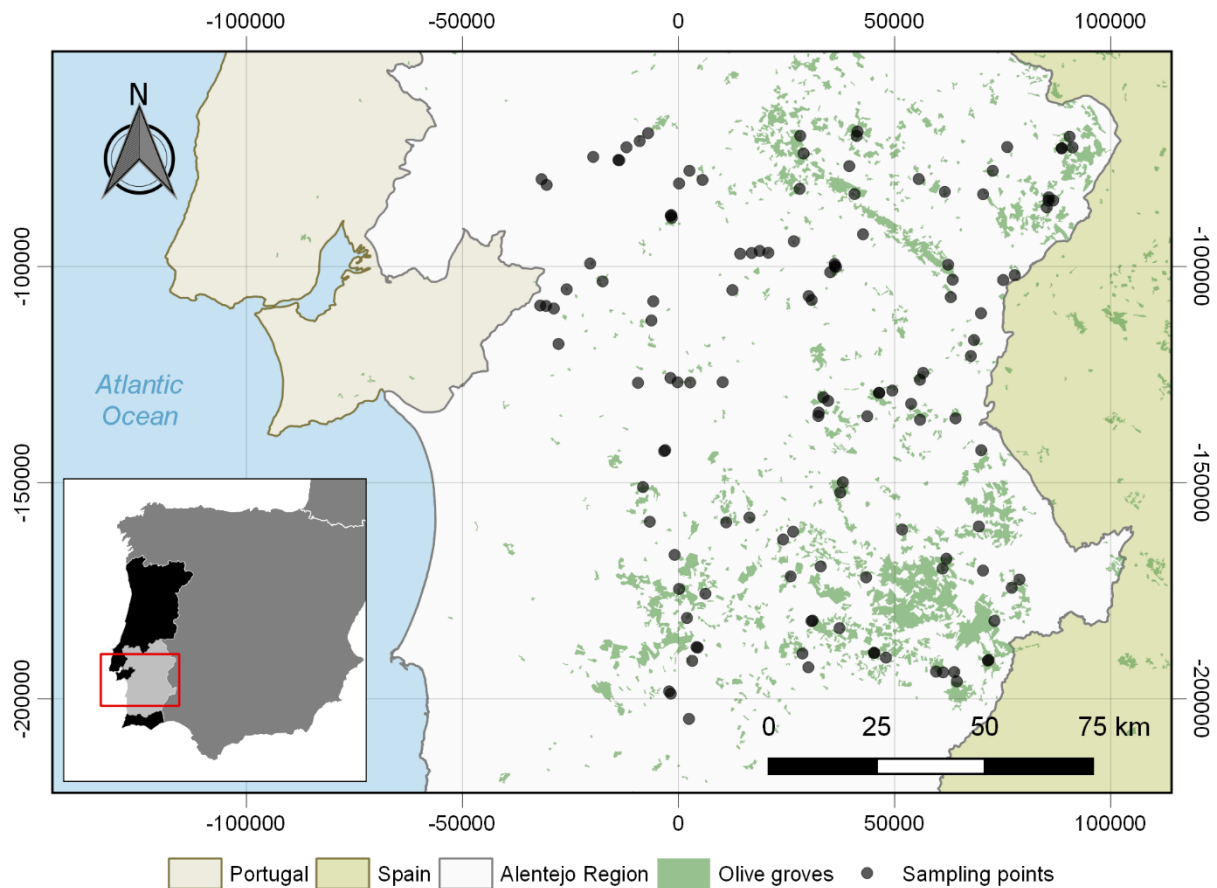 -100000 -50000 0 50000 100000
N
-100000 -100000
Atlantic
Ocean
-150000 -150000
-200000 -200000
0 25 50 75 km
-100000 -50000 0 50000 100000
Portugal Spain Alentejo Region Olive groves Sampling points